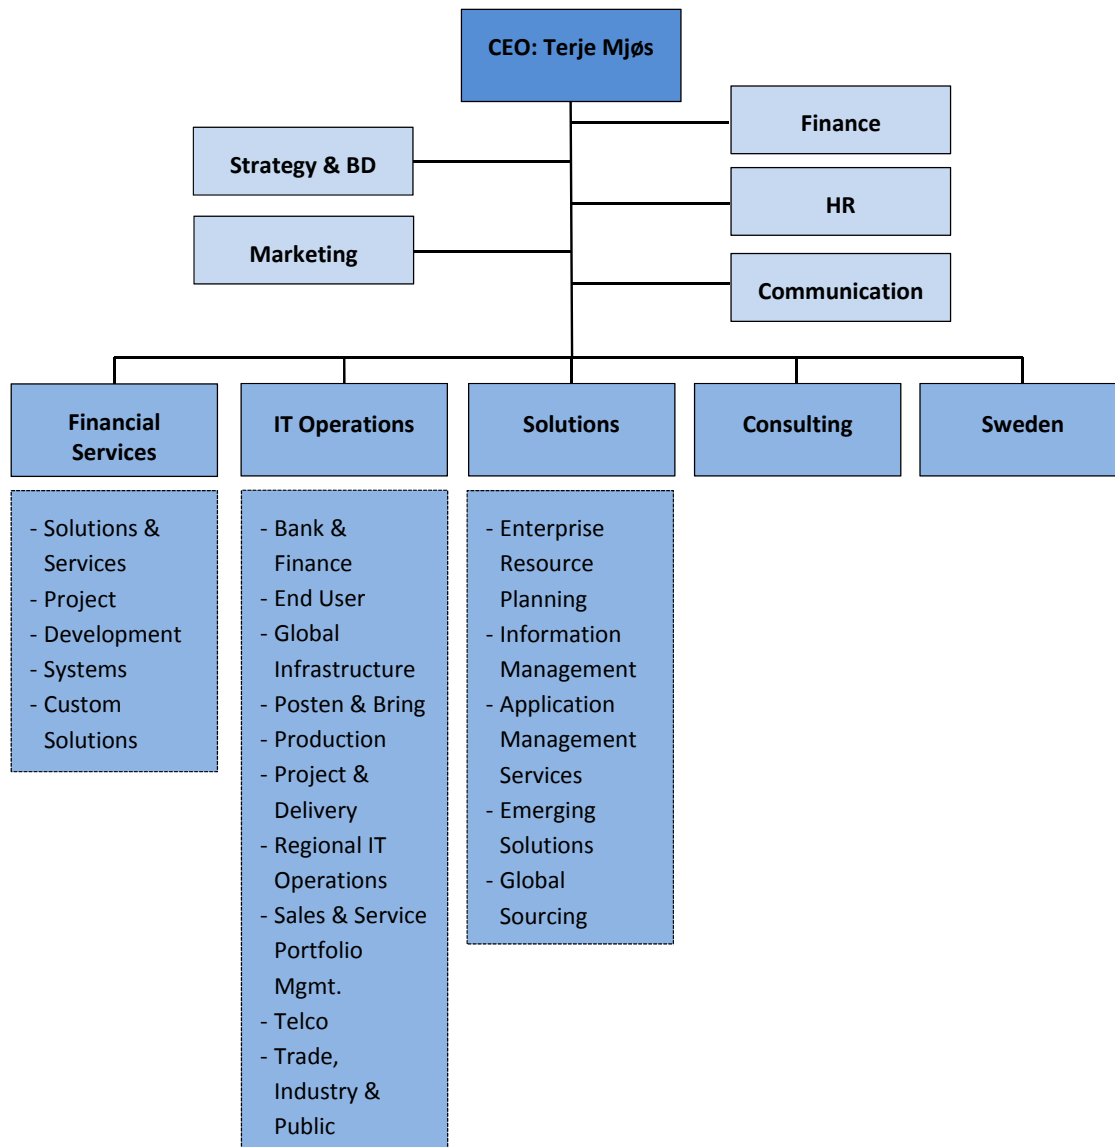 CEO: Terje Mjøs
Finance
Strategy & BD
HR
Marketing
Communication
Financial
Services
IT Operations
Solutions
Consulting
Sweden
- Solutions &
Services
- Project
- Development
- Systems
- Custom
Solutions
- Bank &
Finance
- End User
- Global
Infrastructure
- Posten & Bring
- Production
- Project &
Delivery
- Regional IT
Operations
- Sales & Service
Portfolio
Mgmt.
- Telco
- Trade,
Industry &
Public
- Enterprise
Resource
Planning
- Information
Management
- Application
Management
Services
- Emerging
Solutions
- Global
Sourcing